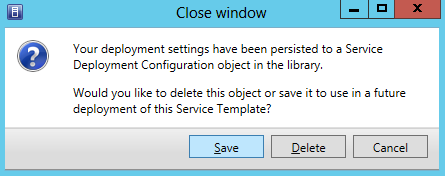 Close window
Your deployment settings have been persisted to a Service
Deployment Configuration object in the library.
Would you like to delete this object or save it to use in a future
deployment of this Service Template?
Save Delete Cancel